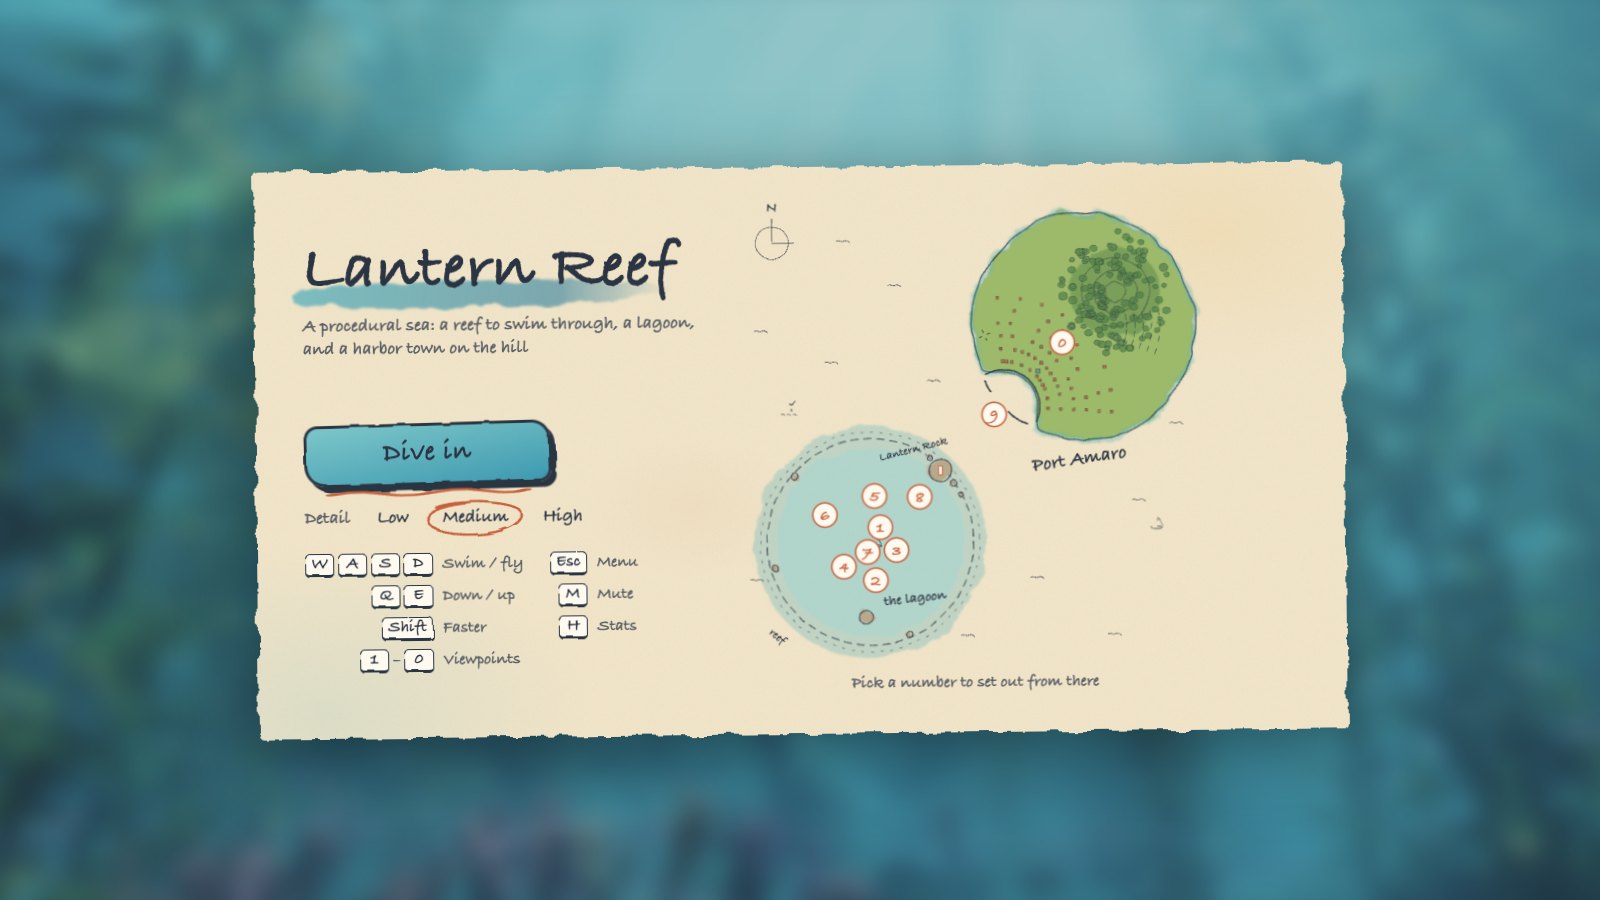 Lantern Reef
A procedural sea: a reef to swim through, a lagoon,
and a harbor town on the hill
Dive in
Detail Low Medium High
W A S D Swim / fly Esc Menu
Q E Down / up M Mute
Shift Faster H Stats
1 – 0 Viewpoints
N
0
9
Port Amaro
Lantern Rock
5
8
6
1
7
3
4
2
the lagoon
reef
Pick a number to set out from there